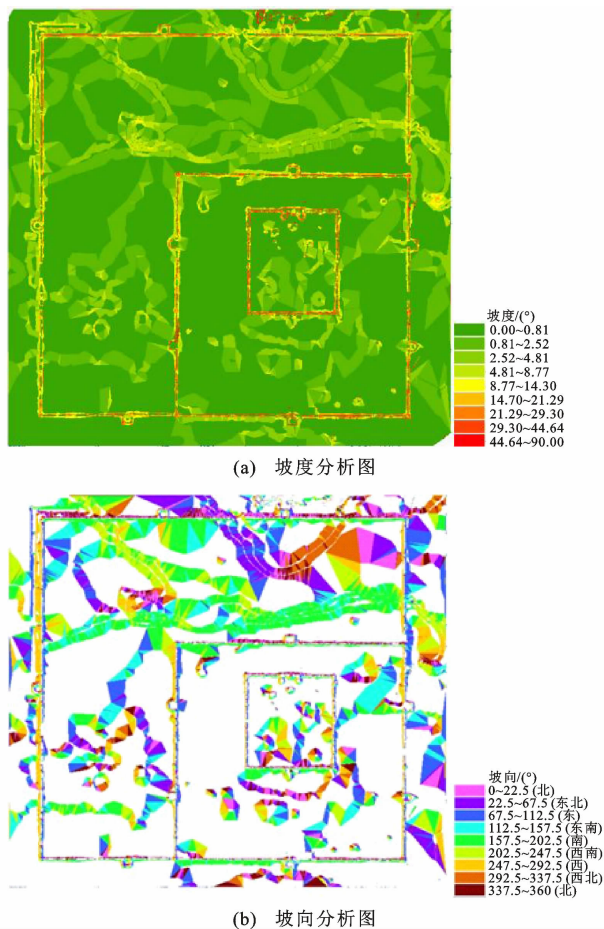 坡度/(°)
0.00~0.81
0.81~2.52
2.52~4.81
4.81~8.77
8.77~14.30
14.70~21.29
21.29~29.30
29.30~44.64
44.64~90.00
(a) 坡度分析图
坡向/(°)
0~22.5(北)
22.5~67.5(东北)
67.5~112.5(东)
112.5~157.5(东南)
157.5~202.5(南)
202.5~247.5(西南)
247.5~292.5(西)
292.5~337.5(西北)
337.5~360(北)
(b) 坡向分析图